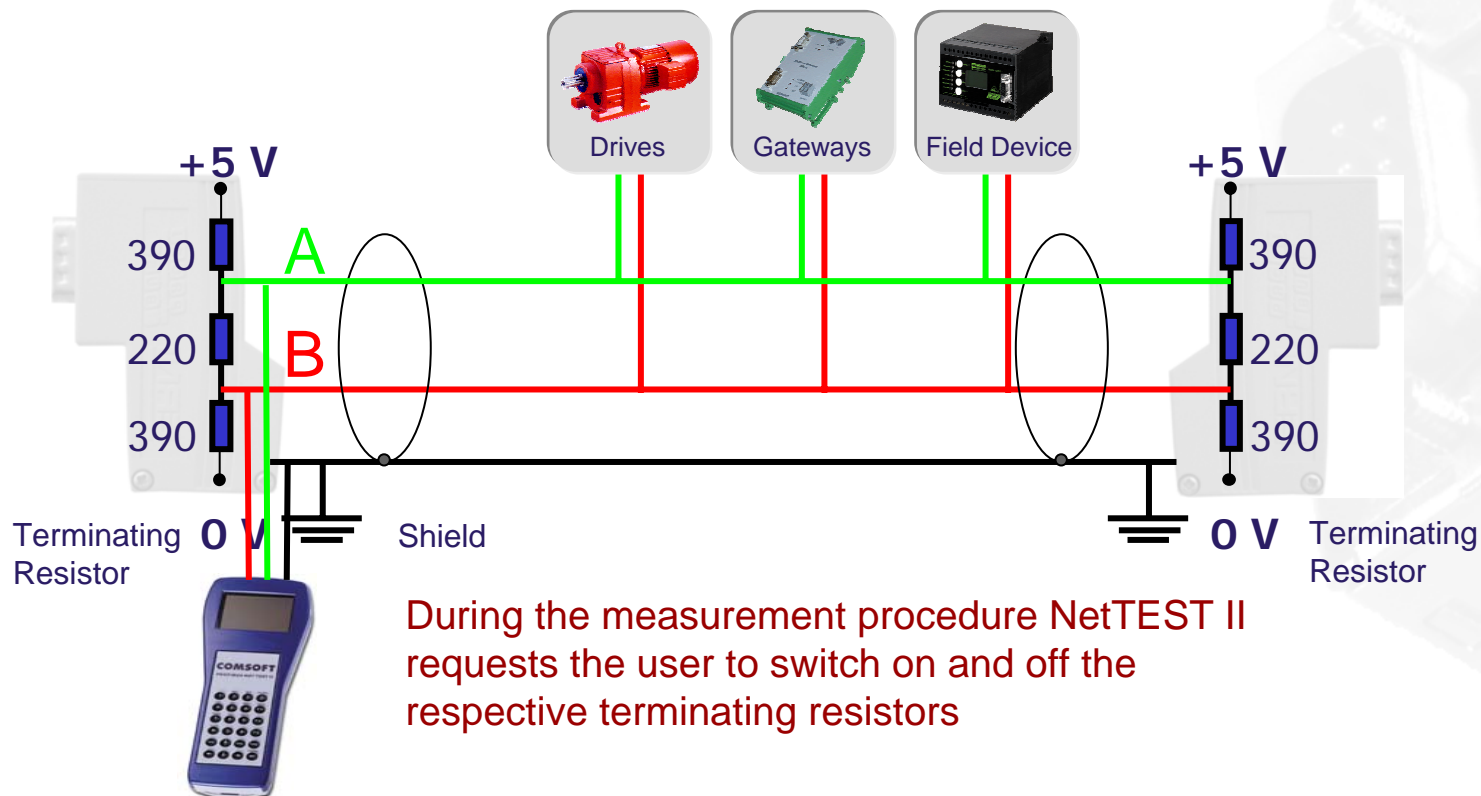 Drives
Gateways
Field Device
+5 V
+5 V
390
A
390
220
B
220
390
390
Terminating
Resistor
0 V
Shield
0 V
Terminating
Resistor
During the measurement procedure NetTEST II
requests the user to switch on and off the
respective terminating resistors
COMSOFT